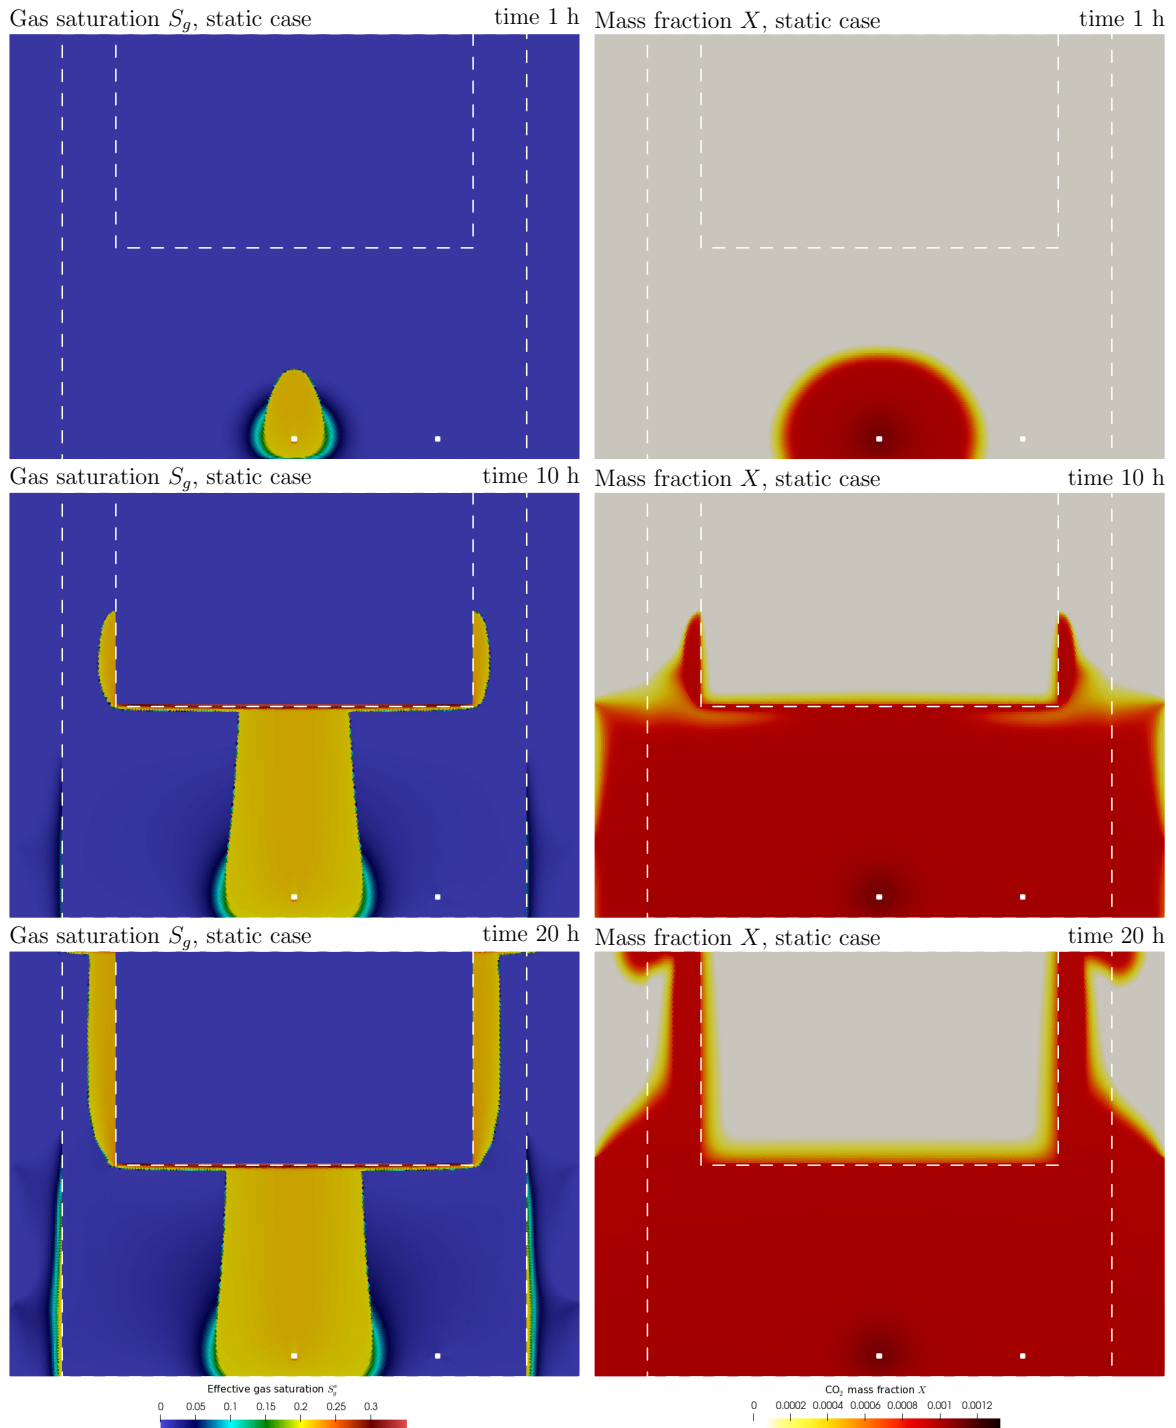 Gas saturation $S_g$, static case time 1 h
Mass fraction $X$, static case time 1 h
Gas saturation $S_g$, static case time 10 h
Mass fraction $X$, static case time 10 h
Gas saturation $S_g$, static case time 20 h
Mass fraction $X$, static case time 20 h
Effective gas saturation $S_g^e$
0 0.05 0.1 0.15 0.2 0.25 0.3
CO₂ mass fraction $X$
0 0.0002 0.0004 0.0006 0.0008 0.001 0.0012